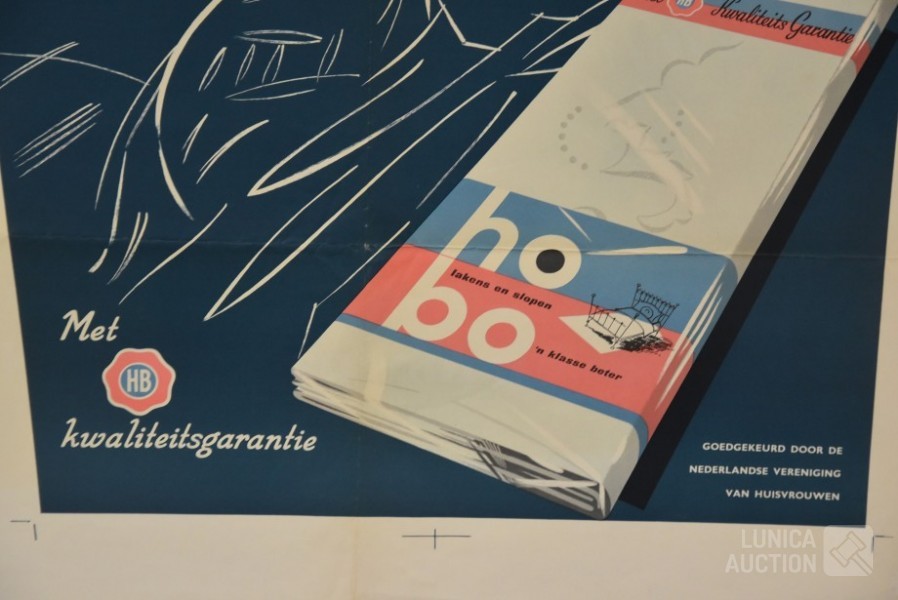 HB Kwaliteits Garantie
ho
lakens en slopen
bo
'n klasse beter
Met
HB
kwaliteitsgarantie
GOEDGEKEURD DOOR DE
NEDERLANDSE VERENIGING
VAN HUISVROUWEN
LUNICA
AUCTION